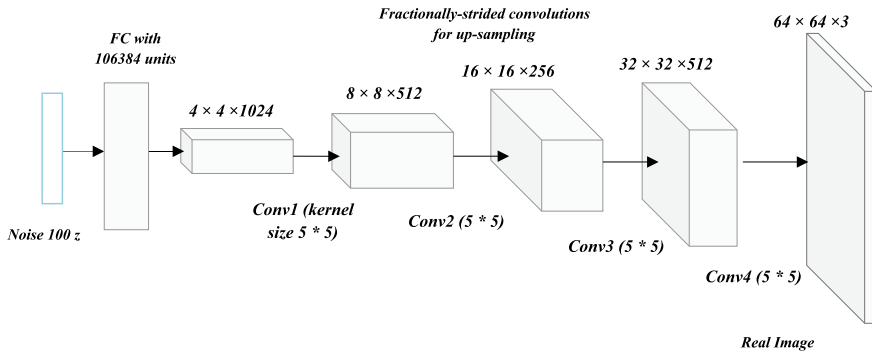 Fractionally-strided convolutions
for up-sampling
64 × 64 ×3
FC with
106384 units
16 × 16 ×256
32 × 32 ×512
8 × 8 ×512
4 × 4 ×1024
Noise 100 z
Conv1 (kernel
size 5 * 5)
Conv2 (5 * 5)
Conv3 (5 * 5)
Conv4 (5 * 5)
Real Image